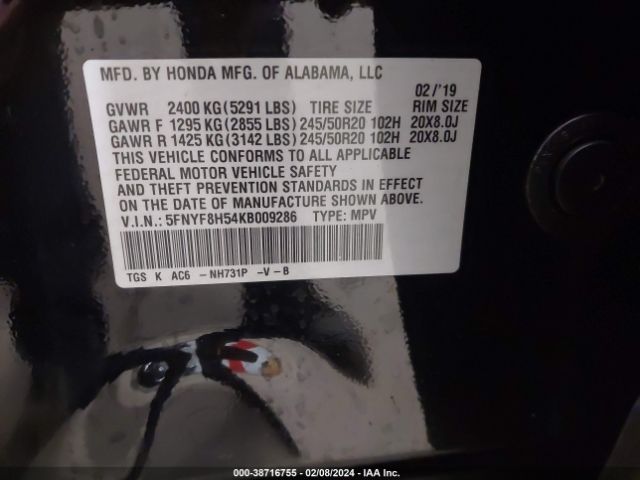 MFD. BY HONDA MFG. OF ALABAMA, LLC
02/'19
GVWR 2400 KG (5291 LBS) TIRE SIZE RIM SIZE
GAWR F 1295 KG (2855 LBS) 245/50R20 102H 20X8.0J
GAWR R 1425 KG (3142 LBS) 245/50R20 102H 20X8.0J
THIS VEHICLE CONFORMS TO ALL APPLICABLE
FEDERAL MOTOR VEHICLE SAFETY
AND THEFT PREVENTION STANDARDS IN EFFECT
ON THE DATE OF MANUFACTURE SHOWN ABOVE.
V.I.N.: 5FNYF8H54KB009286 TYPE: MPV
TGS K AC6 -NH731P -V-B
000-38716755 - 02/08/2024 - IAA Inc.